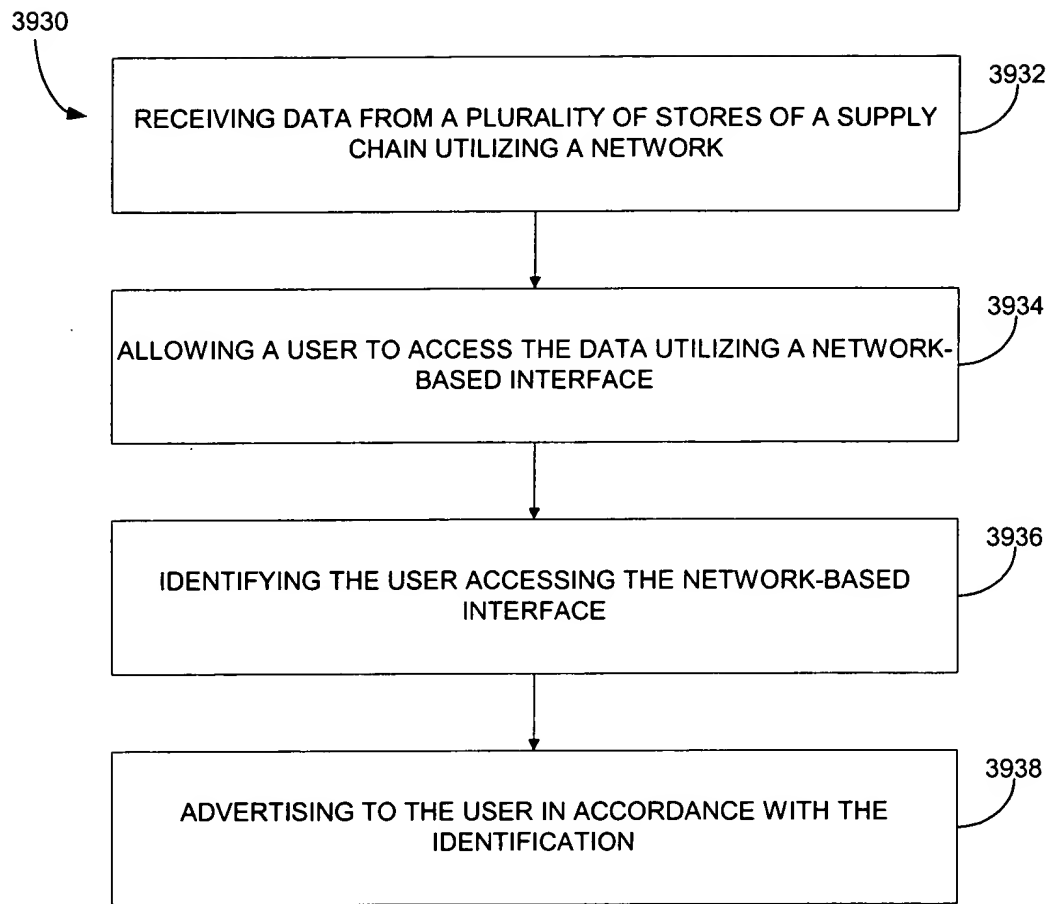 3930
3932
RECEIVING DATA FROM A PLURALITY OF STORES OF A SUPPLY
CHAIN UTILIZING A NETWORK
3934
ALLOWING A USER TO ACCESS THE DATA UTILIZING A NETWORK-
BASED INTERFACE
3936
IDENTIFYING THE USER ACCESSING THE NETWORK-BASED
INTERFACE
3938
ADVERTISING TO THE USER IN ACCORDANCE WITH THE
IDENTIFICATION